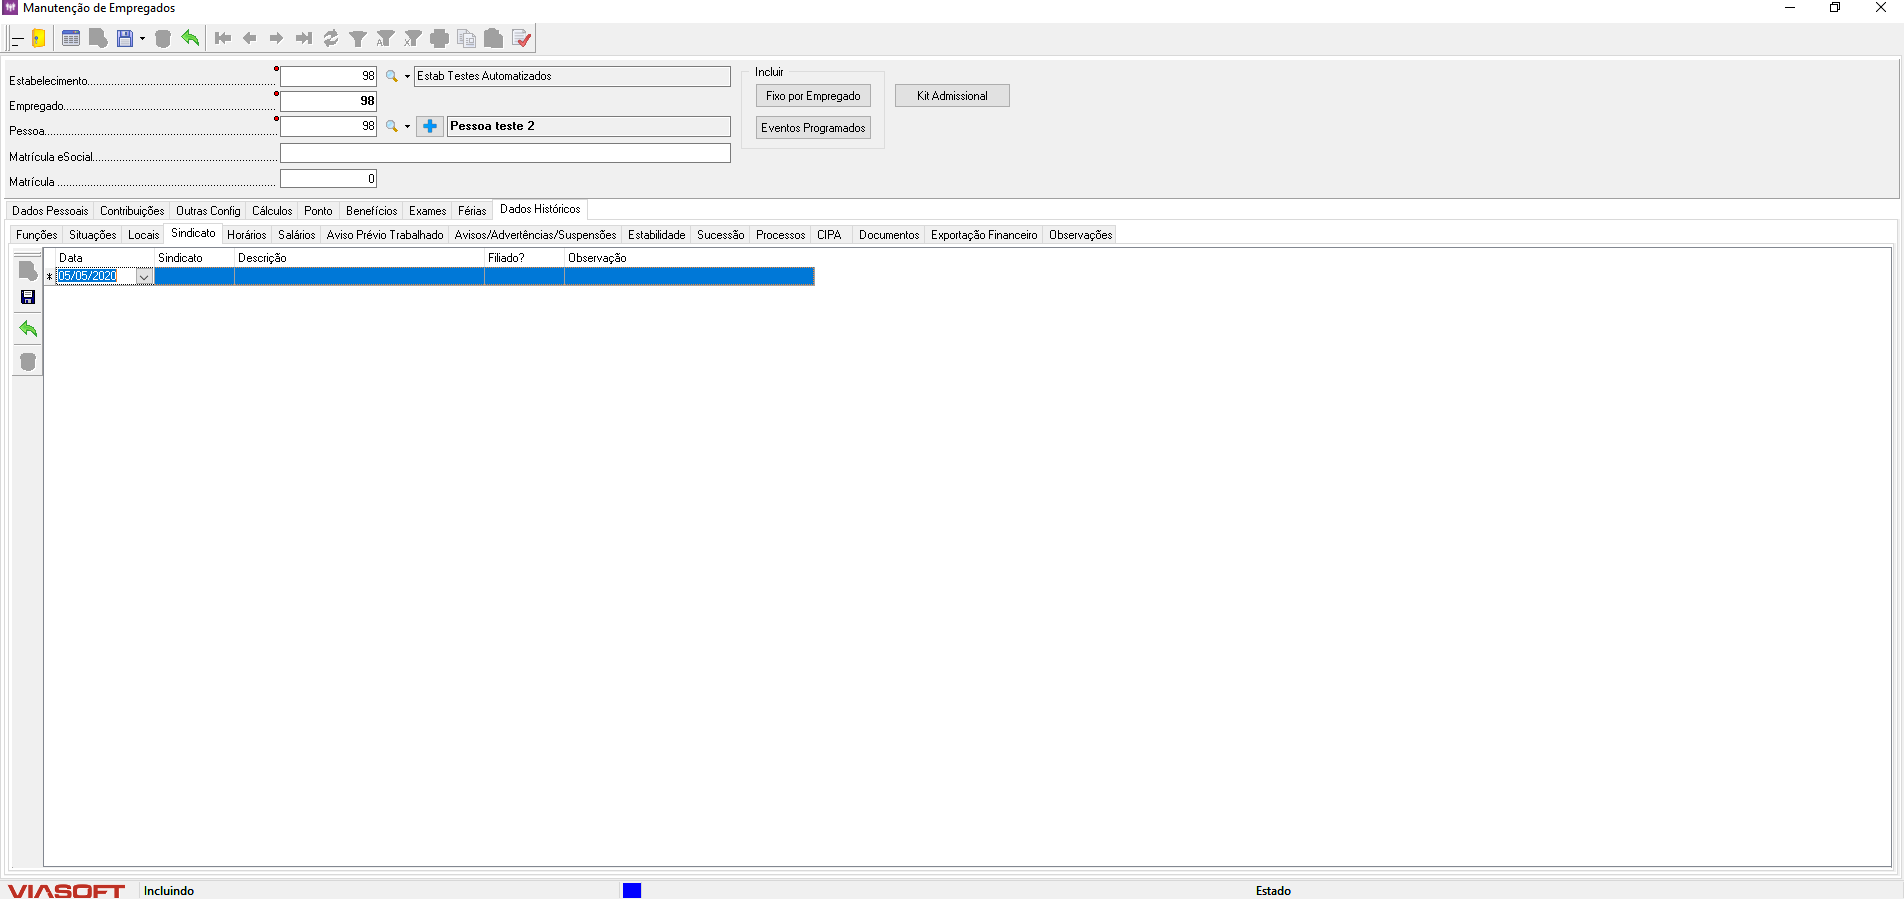 Manutenção de Empregados
Estabelecimento 98 Estab Testes Automatizados
Empregado 98
Pessoa 98 Pessoa teste 2
Matrícula eSocial
Matrícula 0
Incluir
Fixo por Empregado
Eventos Programados
Kit Admissional
Dados Pessoais Contribuições Outras Config Cálculos Ponto Benefícios Exames Férias Dados Históricos
Funções Situações Locais Sindicato Horários Salários Aviso Prévio Trabalhado Avisos/Advertências/Suspensões Estabilidade Sucessão Processos CIPA Documentos Exportação Financeiro Observações
Data Sindicato Descrição Filiado? Observação
* 05/05/2020
VIASOFT Incluindo Estado